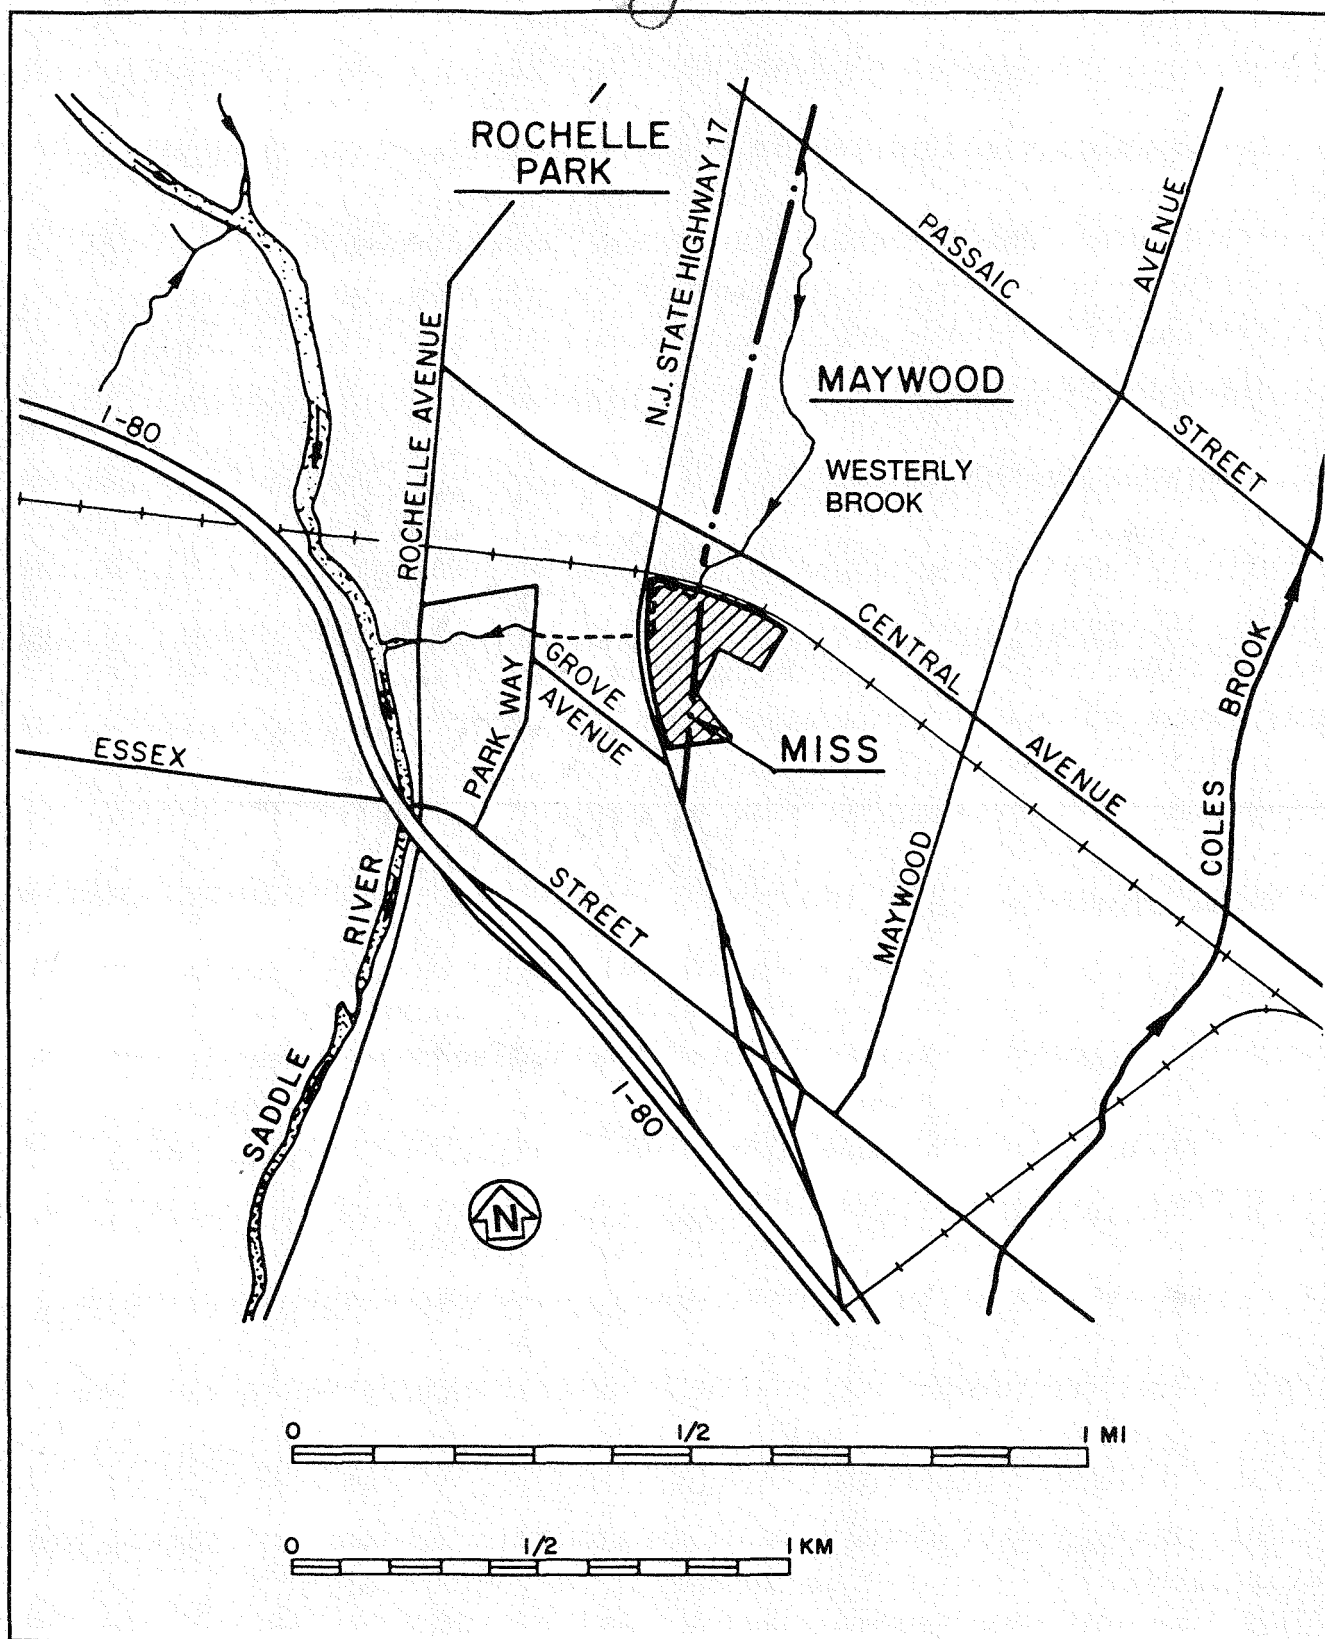 ROCHELLE
PARK
N.J. STATE HIGHWAY 17
PASSAIC
STREET
AVENUE
MAYWOOD
ROCHELLE AVENUE
I-80
WESTERLY
BROOK
CENTRAL
AVENUE
GROVE
AVENUE
PARK WAY
MISS
COLES
BROOK
ESSEX
STREET
MAYWOOD
SADDLE
RIVER
I-80
N
0
1/2
1 MI
0
1/2
1 KM